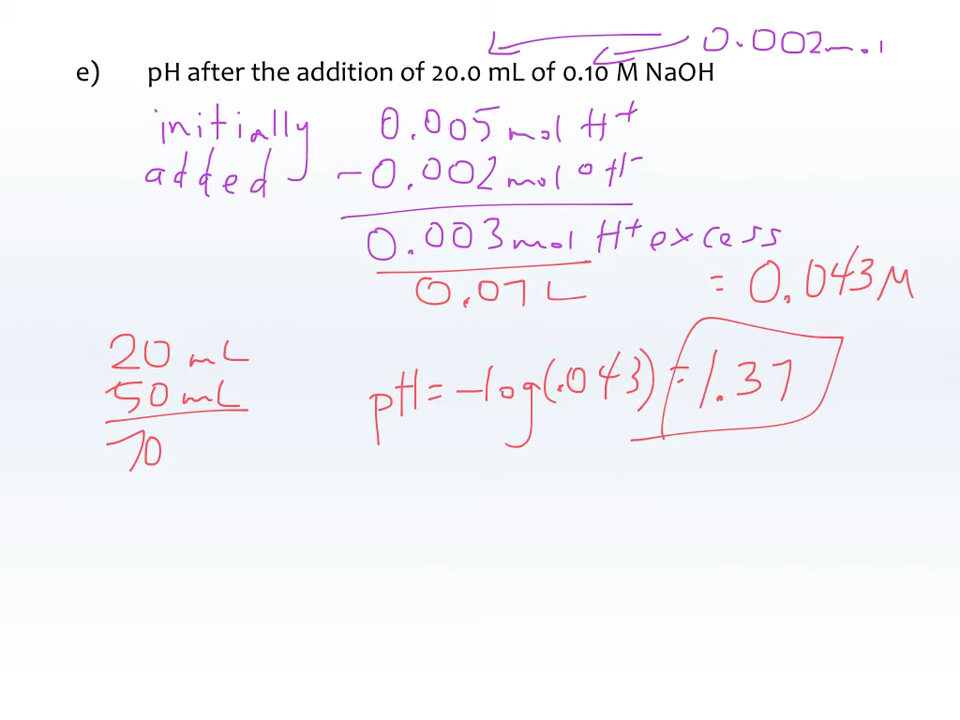 0.002mol
e) pH after the addition of 20.0 mL of 0.10 M NaOH
initially 0.005 mol H+
added -0.002 mol OH-
0.003 mol H+ excess
0.07 L = 0.043 M
20 mL
50 mL
70
pH = -log(.043) = 1.37